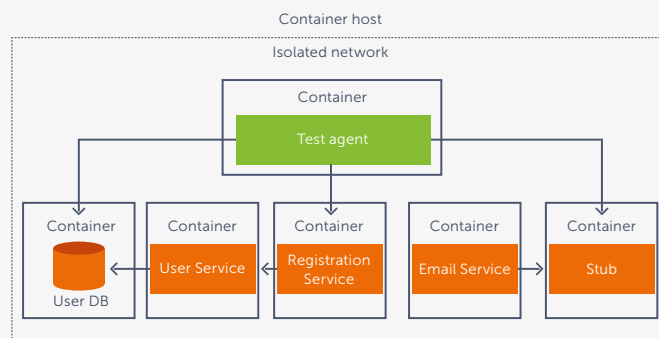 Container host
Isolated network
Container
Test agent
Container
User DB
Container
User Service
Container
Registration
Service
Container
Email Service
Container
Stub